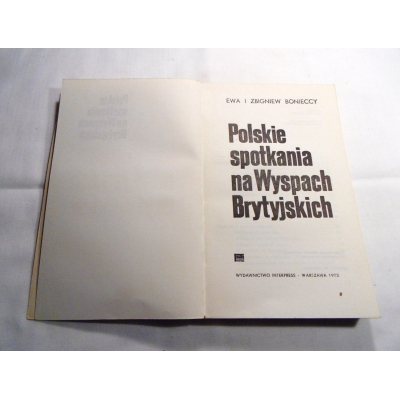 EWA I ZBIGNIEW BONIECCY
Polskie
spotkania
na Wyspach
Brytyjskich
WYDAWNICTWO INTERPRESS - WARSZAWA 1972